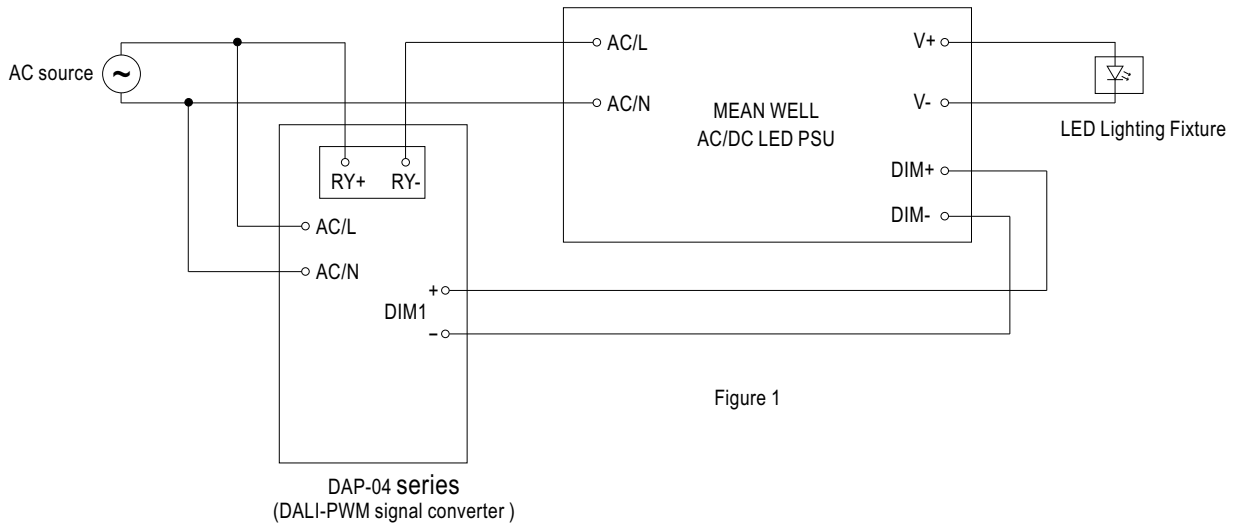 AC source
~
AC/L
AC/N
MEAN WELL
AC/DC LED PSU
V+
V-
DIM+
DIM-
LED Lighting Fixture
RY+ RY-
AC/L
AC/N
+
DIM1
−
Figure 1
DAP-04 series
(DALI-PWM signal converter )